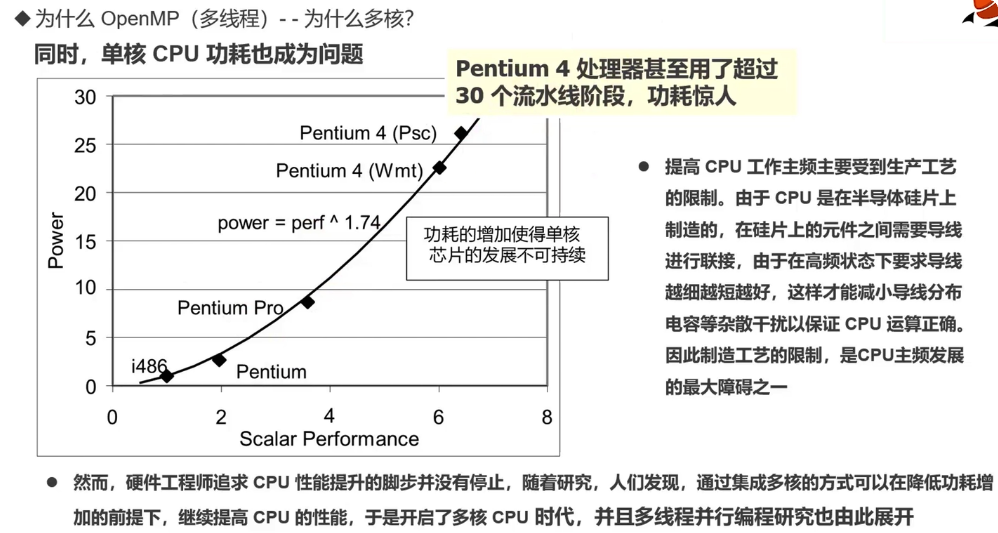 ◆为什么 OpenMP（多线程）- - 为什么多核？
同时，单核 CPU 功耗也成为问题
Pentium 4 处理器甚至用了超过
30 个流水线阶段，功耗惊人
30
25
20
15
10
5
0
Power
Pentium 4 (Psc)
Pentium 4 (Wmt)
power = perf ^ 1.74
功耗的增加使得单核
芯片的发展不可持续
Pentium Pro
i486
Pentium
0 2 4 6 8
Scalar Performance
● 提高 CPU 工作主频主要受到生产工艺
的限制。由于 CPU 是在半导体硅片上
制造的，在硅片上的元件之间需要导线
进行联接，由于在高频状态下要求导线
越细越短越好，这样才能减小导线分布
电容等杂散干扰以保证 CPU 运算正确。
因此制造工艺的限制，是CPU主频发展
的最大障碍之一
● 然而，硬件工程师追求 CPU 性能提升的脚步并没有停止，随着研究，人们发现，通过集成多核的方式可以在降低功耗增
加的前提下，继续提高 CPU 的性能，于是开启了多核 CPU 时代，并且多线程并行编程研究也由此展开